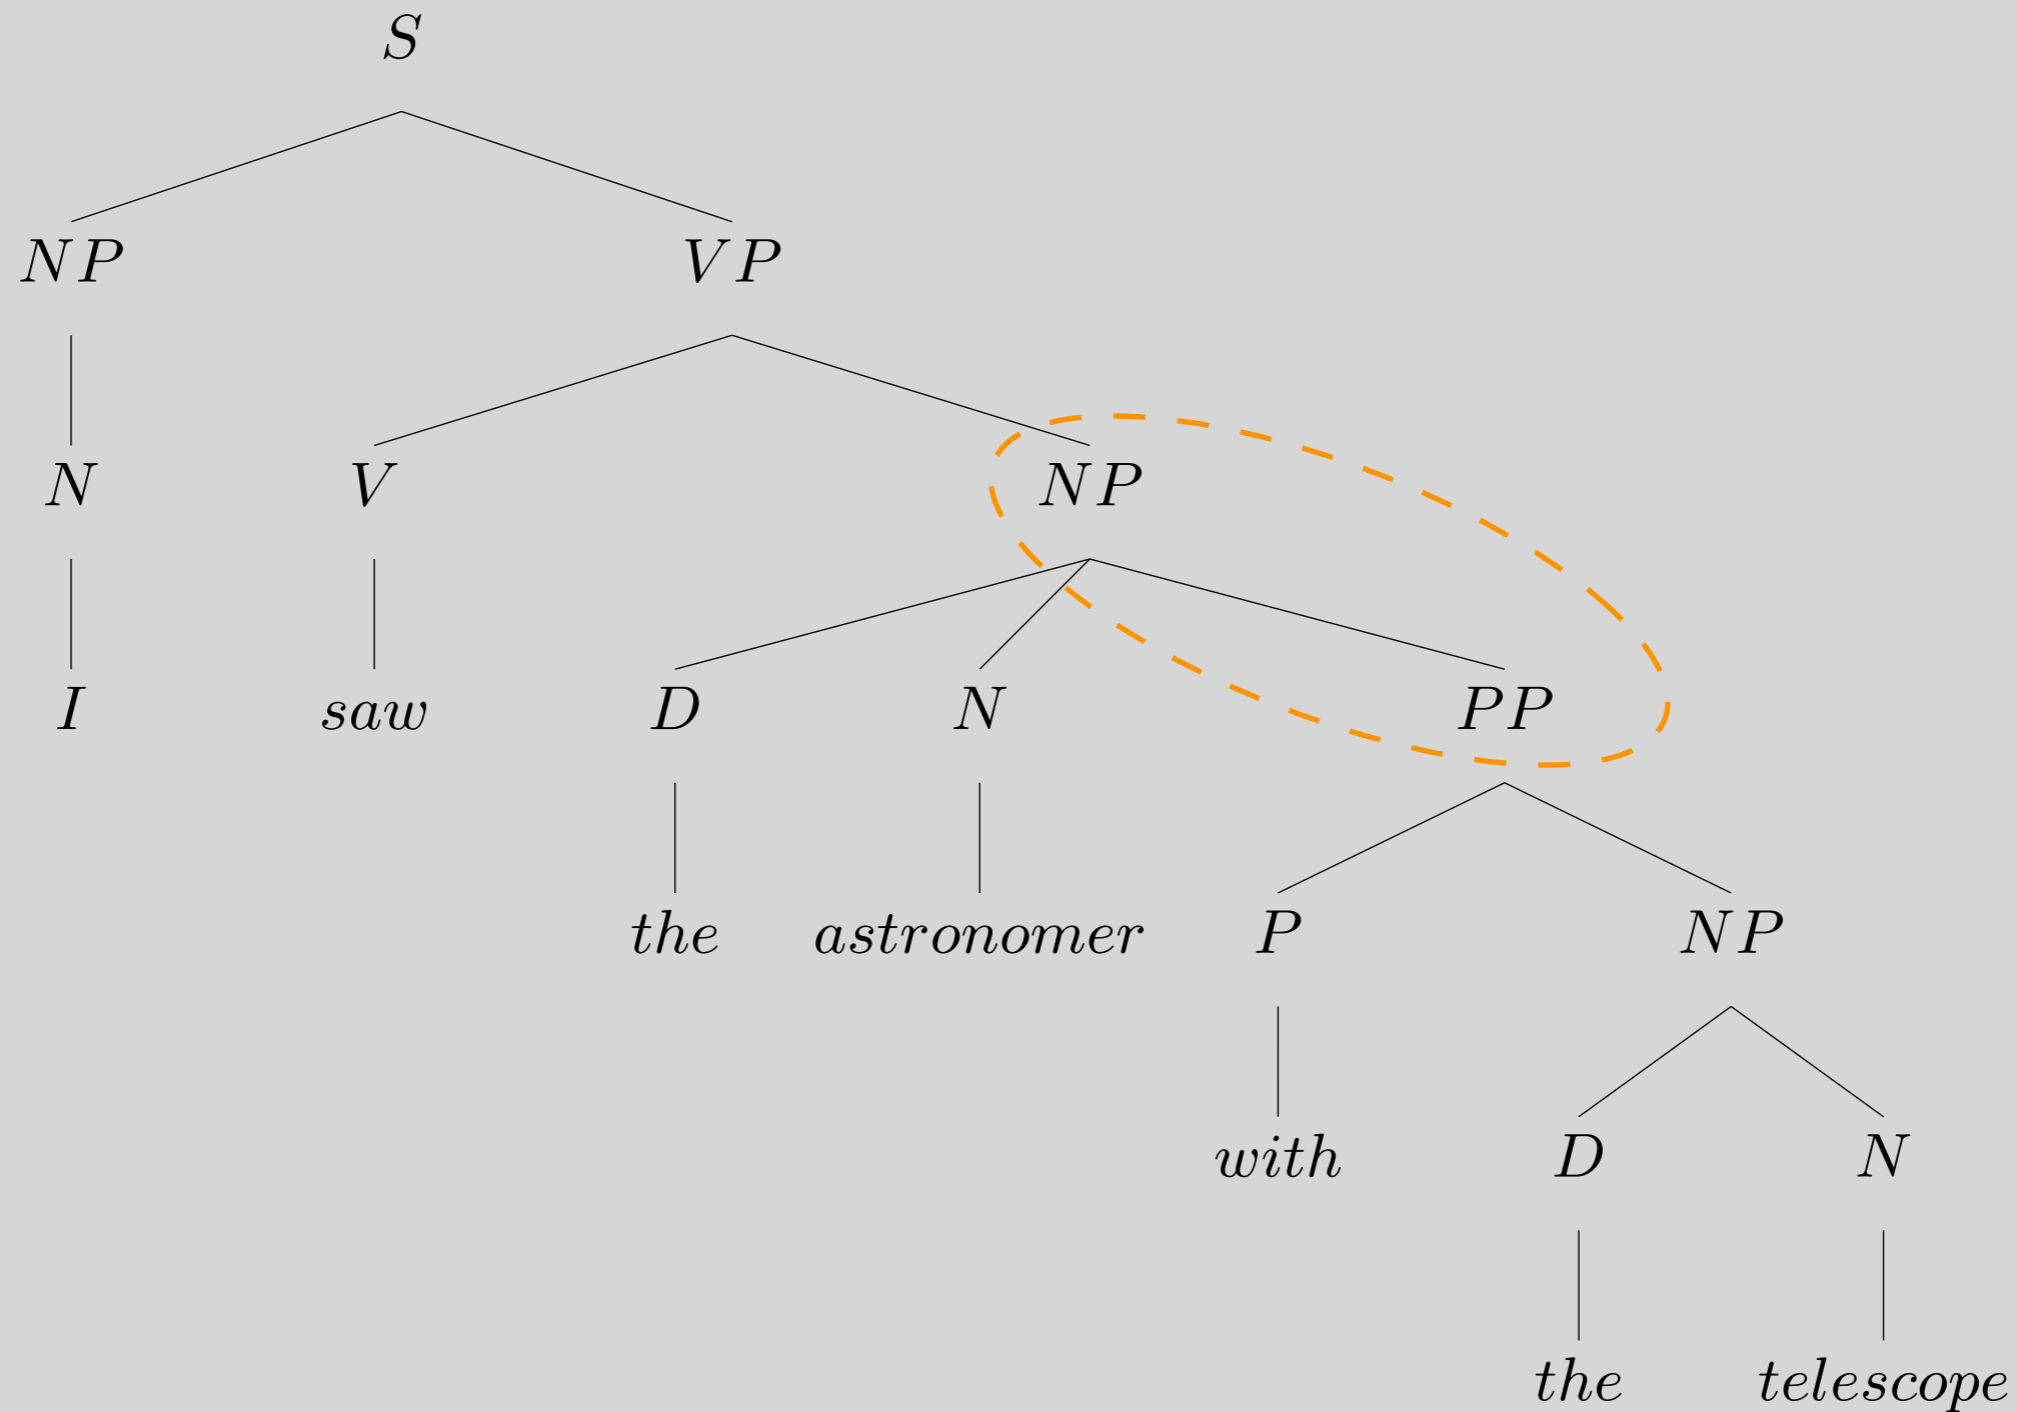 S
NP VP
N V NP
I saw D N PP
the astronomer P NP
with D N
the telescope